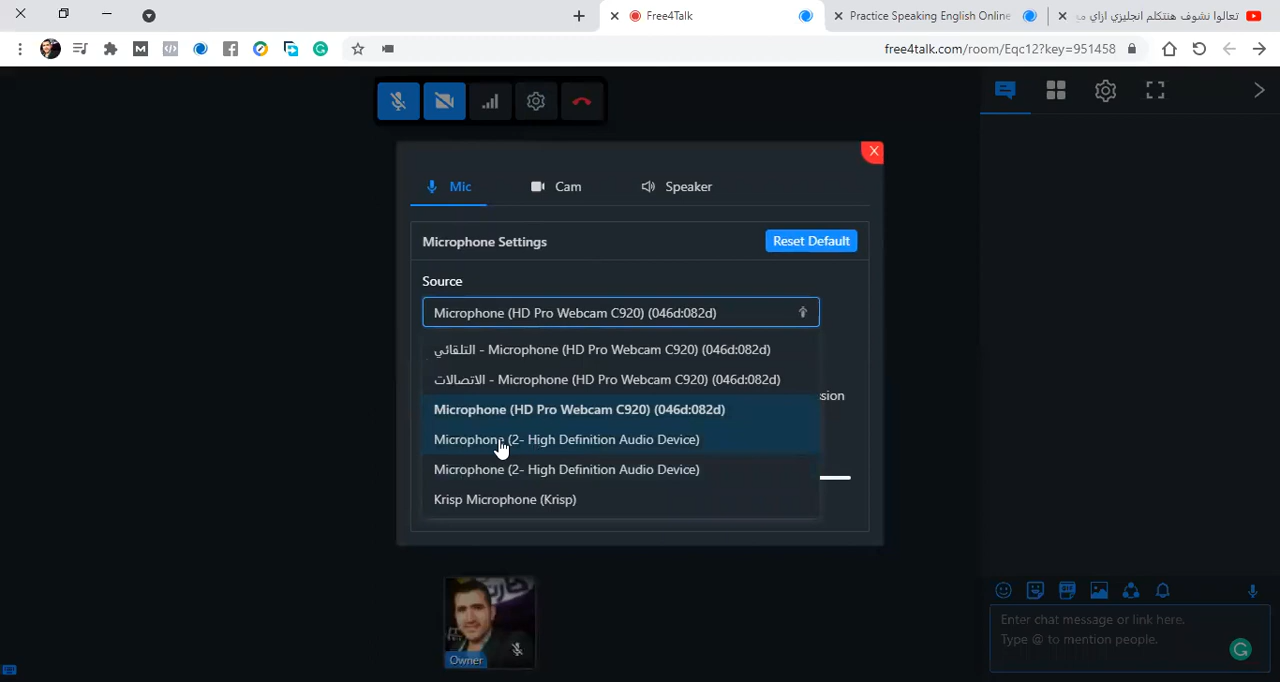 Free4Talk
Practice Speaking English Online
تعالوا نشوف هنتكلم انجليزي ازاي مع
free4talk.com/room/Eqc12?key=951458
Mic
Cam
Speaker
Microphone Settings
Reset Default
Source
Microphone (HD Pro Webcam C920) (046d:082d)
التلقائي - Microphone (HD Pro Webcam C920) (046d:082d)
الاتصالات - Microphone (HD Pro Webcam C920) (046d:082d)
ssion
Microphone (HD Pro Webcam C920) (046d:082d)
Microphone (2- High Definition Audio Device)
Microphone (2- High Definition Audio Device)
Krisp Microphone (Krisp)
Owner
GIF
Enter chat message or link here.
Type @ to mention people.